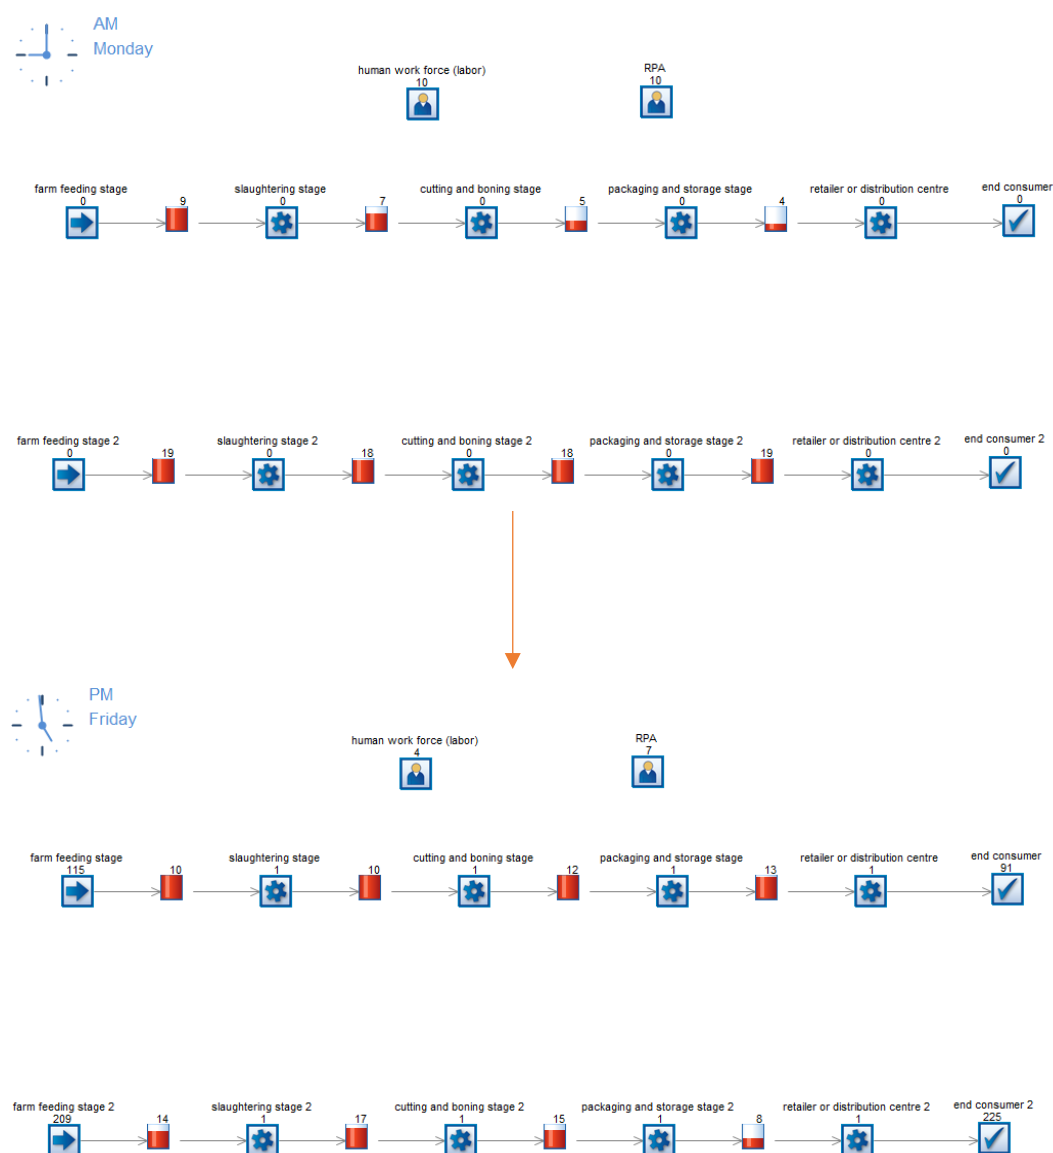 AM
Monday
human work force (labor)
10
RPA
10
farm feeding stage
0
9
slaughtering stage
0
7
cutting and boning stage
0
5
packaging and storage stage
0
4
retailer or distribution centre
0
end consumer
0
farm feeding stage 2
0
19
slaughtering stage 2
0
18
cutting and boning stage 2
0
18
packaging and storage stage 2
0
19
retailer or distribution centre 2
0
end consumer 2
0
PM
Friday
human work force (labor)
4
RPA
7
farm feeding stage
115
10
slaughtering stage
1
10
cutting and boning stage
1
12
packaging and storage stage
1
13
retailer or distribution centre
1
end consumer
91
farm feeding stage 2
209
14
slaughtering stage 2
1
17
cutting and boning stage 2
1
15
packaging and storage stage 2
1
8
retailer or distribution centre 2
1
end consumer 2
225